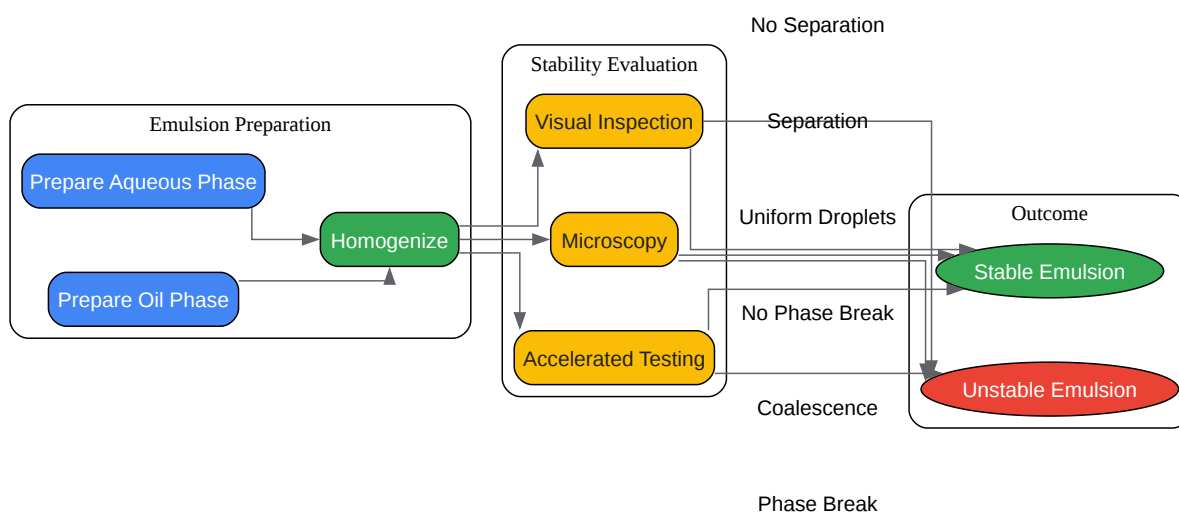 Emulsion Preparation
Prepare Aqueous Phase
Prepare Oil Phase
Homogenize
Stability Evaluation
Visual Inspection
Microscopy
Accelerated Testing
No Separation
Separation
Uniform Droplets
No Phase Break
Coalescence
Phase Break
Outcome
Stable Emulsion
Unstable Emulsion